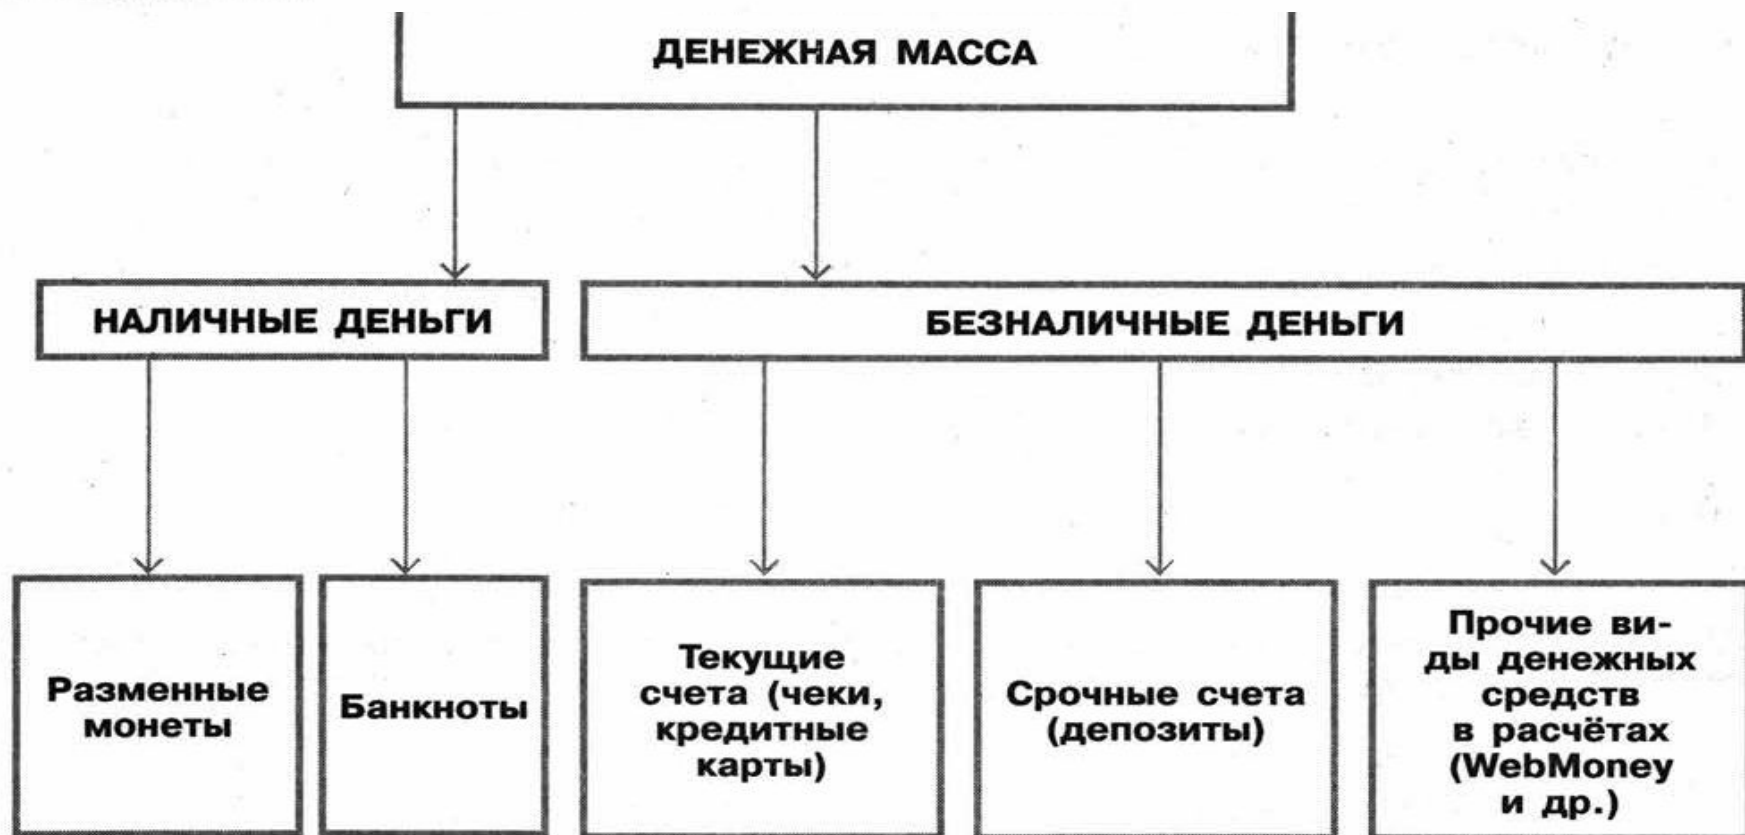 ДЕНЕЖНАЯ МАССА
НАЛИЧНЫЕ ДЕНЬГИ
БЕЗНАЛИЧНЫЕ ДЕНЬГИ
Разменные
монеты
Банкноты
Текущие
счета (чеки,
кредитные
карты)
Срочные счета
(депозиты)
Прочие ви-
ды денежных
средств
в расчётах
(WebMoney
и др.)